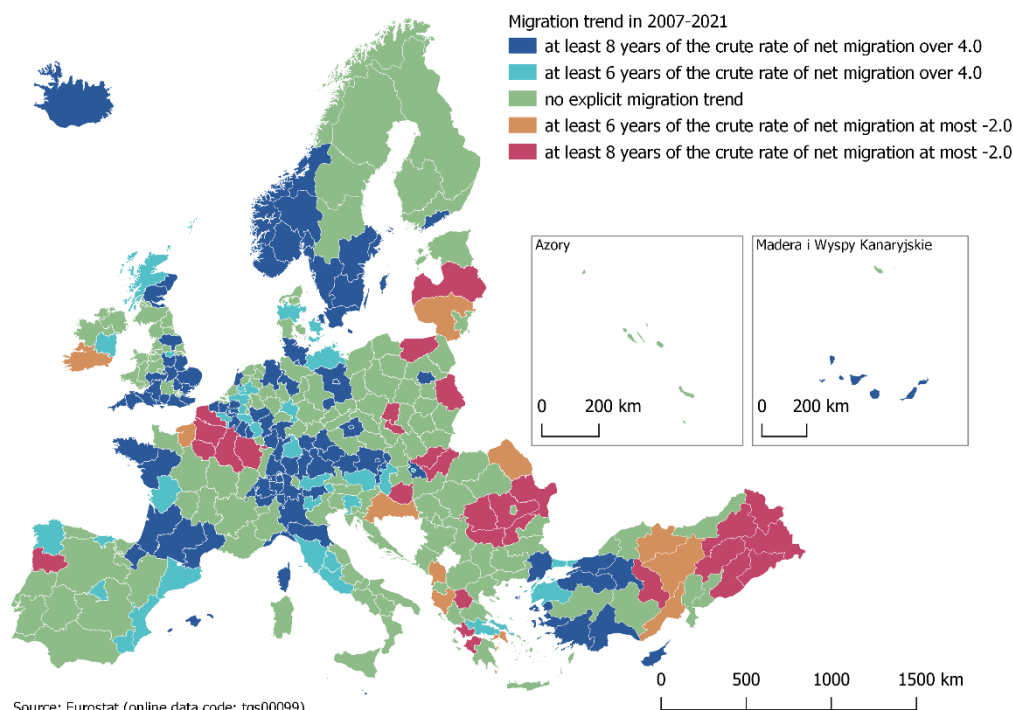 Migration trend in 2007-2021
at least 8 years of the crute rate of net migration over 4.0
at least 6 years of the crute rate of net migration over 4.0
no explicit migration trend
at least 6 years of the crute rate of net migration at most -2.0
at least 8 years of the crute rate of net migration at most -2.0
Azory
0 200 km
Madera i Wyspy Kanaryjskie
0 200 km
0 500 1000 1500 km
Source: Eurostat (online data code: tgs00099)